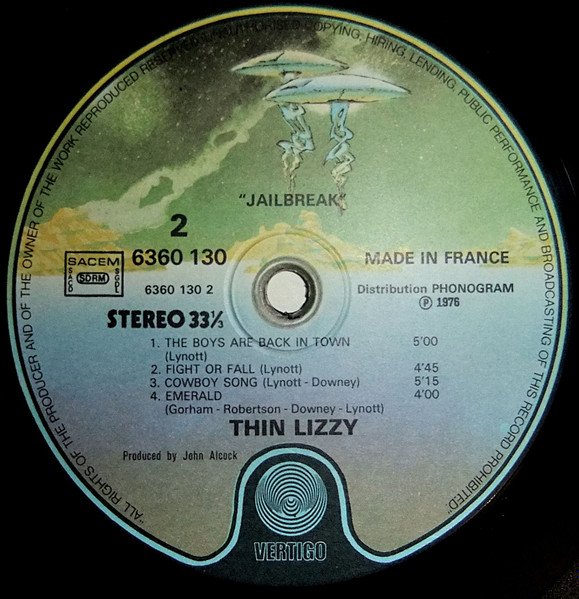 "ALL RIGHTS OF THE PRODUCER AND OF THE OWNER OF THE WORK REPRODUCED RESERVED UNAUTHORISED COPYING, HIRING, LENDING, PUBLIC PERFORMANCE AND BROADCASTING OF THIS RECORD PROHIBITED."
"JAILBREAK"
2
SACEM
SACD
SDRM
SGDL
6360 130
MADE IN FRANCE
6360 130 2
Distribution PHONOGRAM
Ⓟ 1976
STEREO 33⅓
1. THE BOYS ARE BACK IN TOWN 5'00
(Lynott)
2. FIGHT OR FALL (Lynott) 4'45
3. COWBOY SONG (Lynott - Downey) 5'15
4. EMERALD 4'00
(Gorham - Robertson - Downey - Lynott)
THIN LIZZY
Produced by John Alcock
VERTIGO